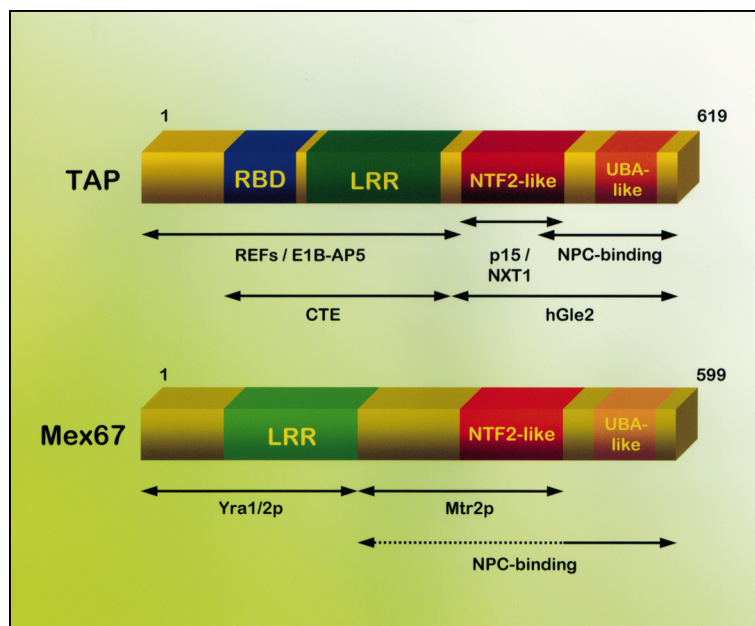 1 619
TAP
RBD LRR NTF2-like UBA-
like
REFs / E1B-AP5 p15 / NPC-binding
NXT1
CTE hGle2
1 599
Mex67
LRR NTF2-like UBA-
like
Yra1/2p Mtr2p
NPC-binding